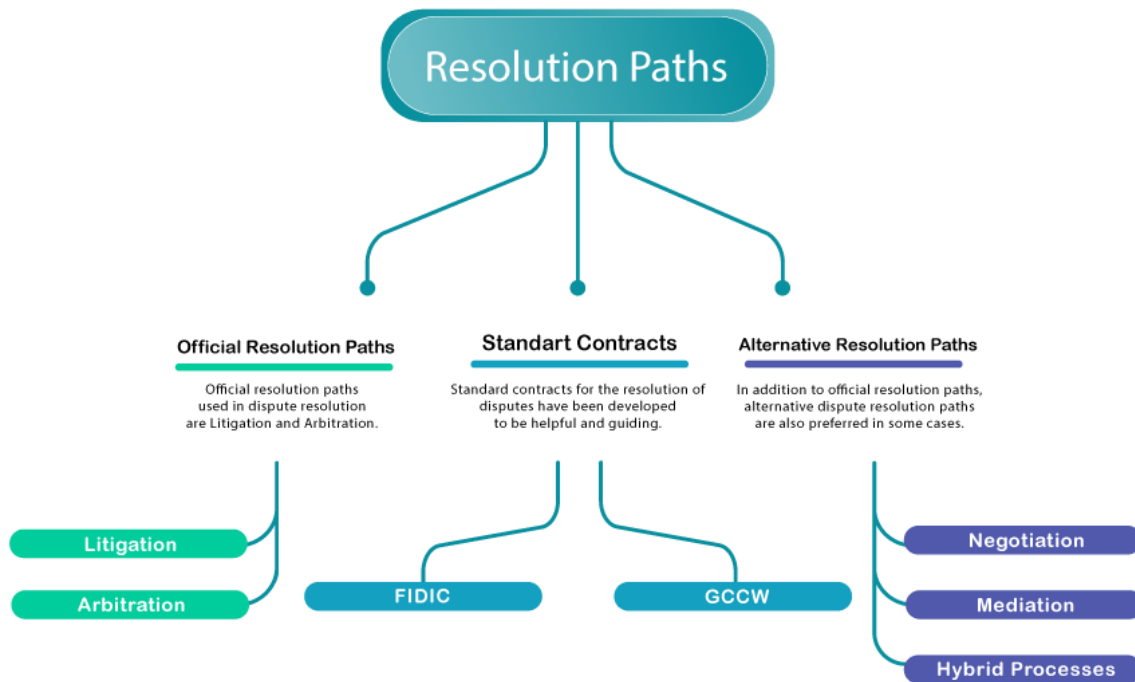 Resolution Paths
Official Resolution Paths
Official resolution paths
used in dispute resolution
are Litigation and Arbitration.
Litigation
Arbitration
Standart Contracts
Standard contracts for the resolution of
disputes have been developed
to be helpful and guiding.
FIDIC
GCCW
Alternative Resolution Paths
In addition to official resolution paths,
alternative dispute resolution paths
are also preferred in some cases.
Negotiation
Mediation
Hybrid Processes